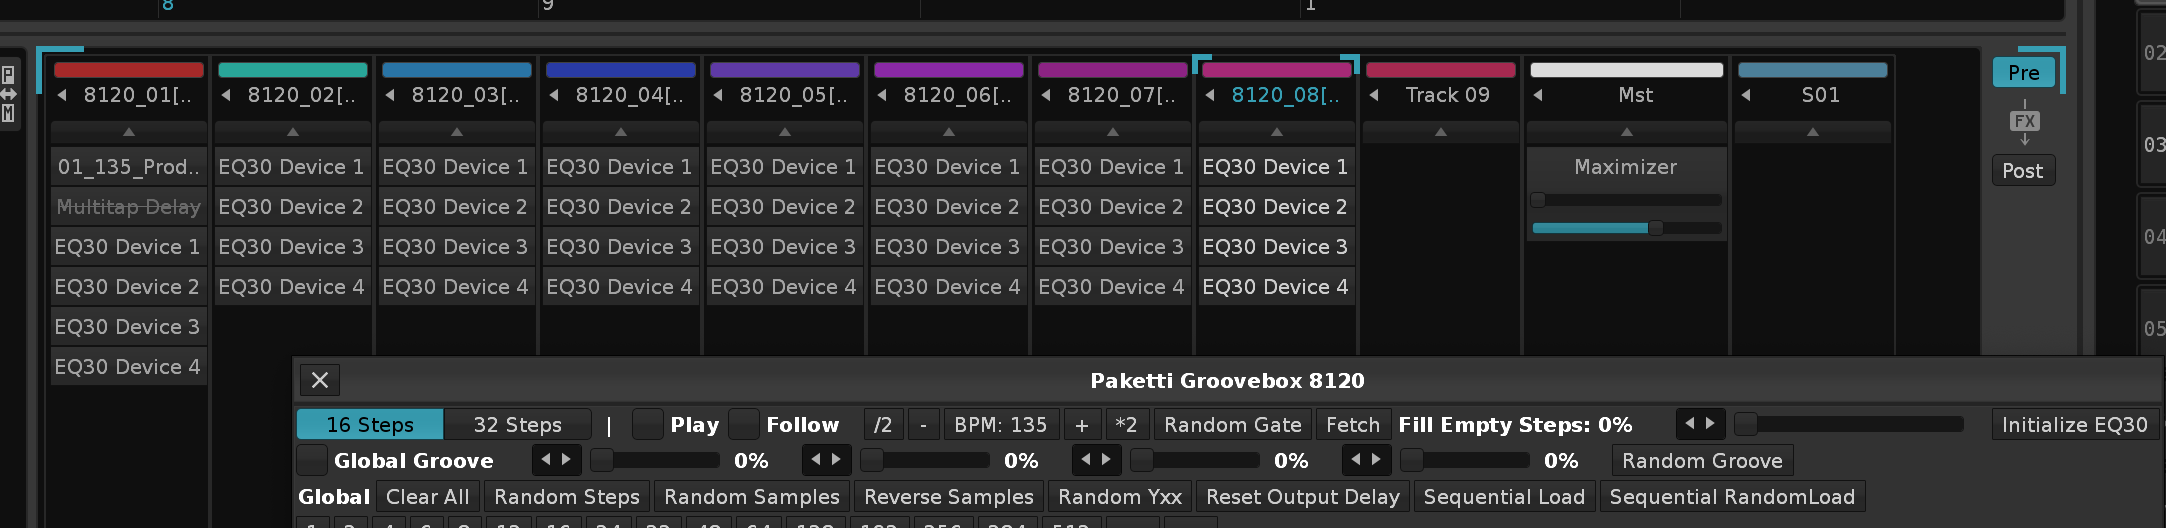 8 9 1
P 8120_01[.. 8120_02[.. 8120_03[.. 8120_04[.. 8120_05[.. 8120_06[.. 8120_07[.. 8120_08[.. Track 09 Mst S01 Pre 02
M FX
01_135_Prod.. EQ30 Device 1 EQ30 Device 1 EQ30 Device 1 EQ30 Device 1 EQ30 Device 1 EQ30 Device 1 EQ30 Device 1 Maximizer Post 03
Multitap Delay EQ30 Device 2 EQ30 Device 2 EQ30 Device 2 EQ30 Device 2 EQ30 Device 2 EQ30 Device 2 EQ30 Device 2
EQ30 Device 1 EQ30 Device 3 EQ30 Device 3 EQ30 Device 3 EQ30 Device 3 EQ30 Device 3 EQ30 Device 3 EQ30 Device 3 04
EQ30 Device 2 EQ30 Device 4 EQ30 Device 4 EQ30 Device 4 EQ30 Device 4 EQ30 Device 4 EQ30 Device 4 EQ30 Device 4
EQ30 Device 3 05
EQ30 Device 4
Paketti Groovebox 8120
16 Steps 32 Steps | Play Follow /2 - BPM: 135 + *2 Random Gate Fetch Fill Empty Steps: 0% Initialize EQ30
Global Groove 0% 0% 0% 0% Random Groove
Global Clear All Random Steps Random Samples Reverse Samples Random Yxx Reset Output Delay Sequential Load Sequential RandomLoad